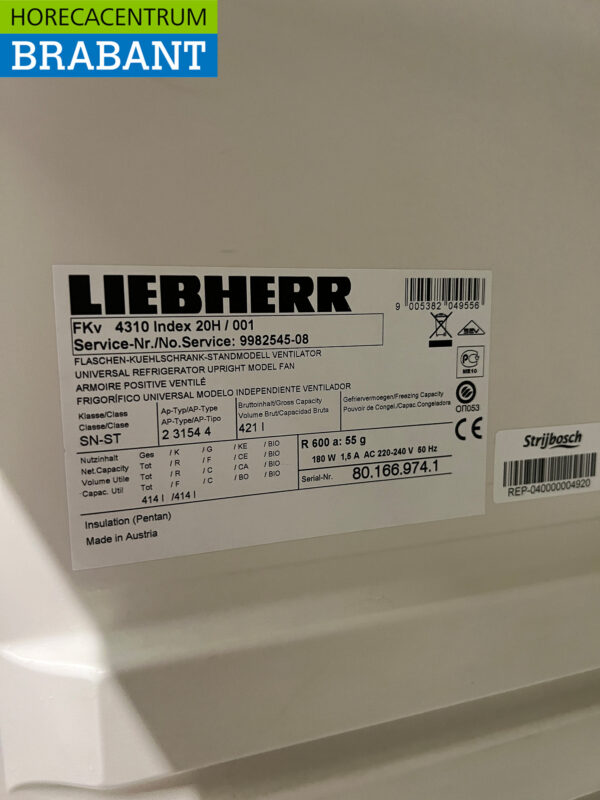 HORECACENTRUM
BRABANT
LIEBHERR
9 005382 049556
FKv 4310 Index 20H / 001
Service-Nr./No.Service: 9982545-08
FLASCHEN-KUEHLSCHRANK-STANDMODELL VENTILATOR
UNIVERSAL REFRIGERATOR UPRIGHT MODEL FAN
ARMOIRE POSITIVE VENTILÉ
FRIGORÍFICO UNIVERSAL MODELO INDEPENDIENTE VENTILADOR
Klasse/Class
Classe/Clase
SN-ST
Ap-Typ/AP-Type
AP-Type/AP-Tipo
2 3154 4
Bruttoinhalt/Gross Capacity
Volume Brut/Capacidad Bruta
421 l
Gefriervermoegen/Freezing Capacity
Pouvoir de Congel./Capac.Congeladora
ME10
ОП053
CE
Nutzinhalt Ges / K / G / KE / BIO
Net.Capacity Tot / R / F / CE / BIO
Volume Utile Tot / R / C / CA / BIO
Capac. Util Tot / F / C / BO / BIO
414 l /414 l
R 600 a: 55 g
180 W 1,5 A AC 220-240 V 50 Hz
Serial-Nr. 80.166.974.1
Insulation (Pentan)
Made in Austria
Strijbosch
REP-040000004920